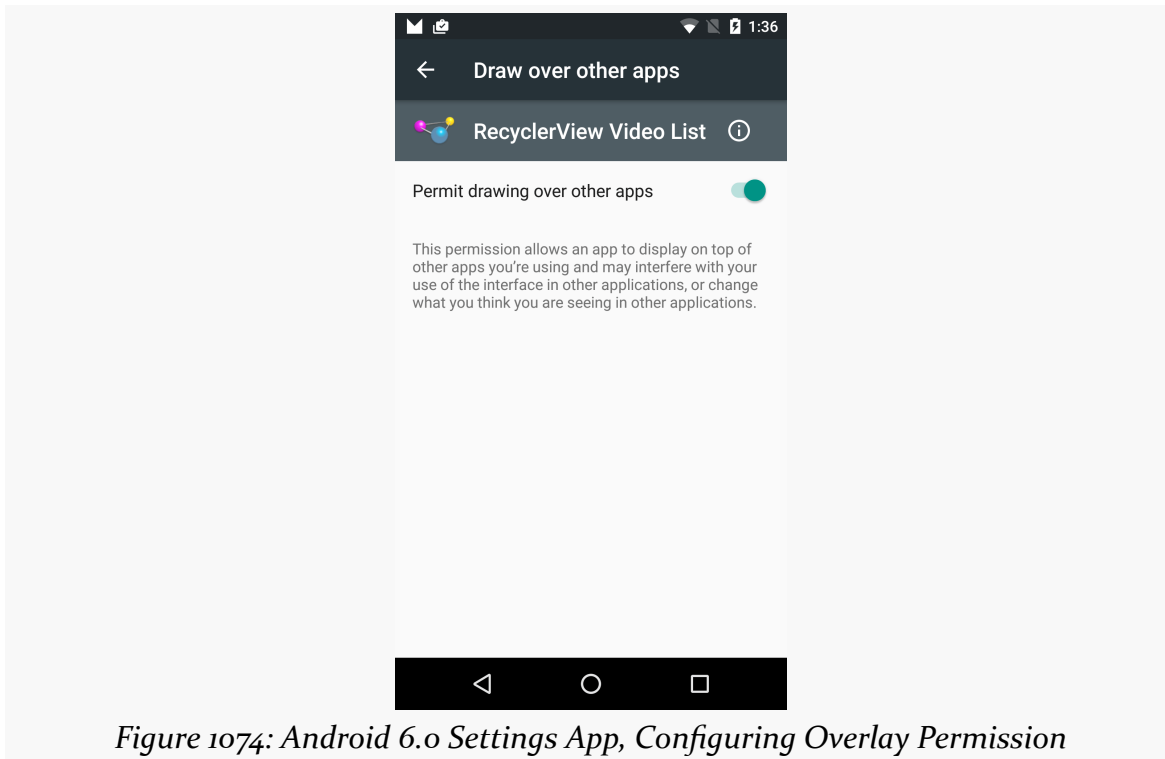 1:36
Draw over other apps
RecyclerView Video List
Permit drawing over other apps
This permission allows an app to display on top of
other apps you’re using and may interfere with your
use of the interface in other applications, or change
what you think you are seeing in other applications.
Figure 1074: Android 6.0 Settings App, Configuring Overlay Permission